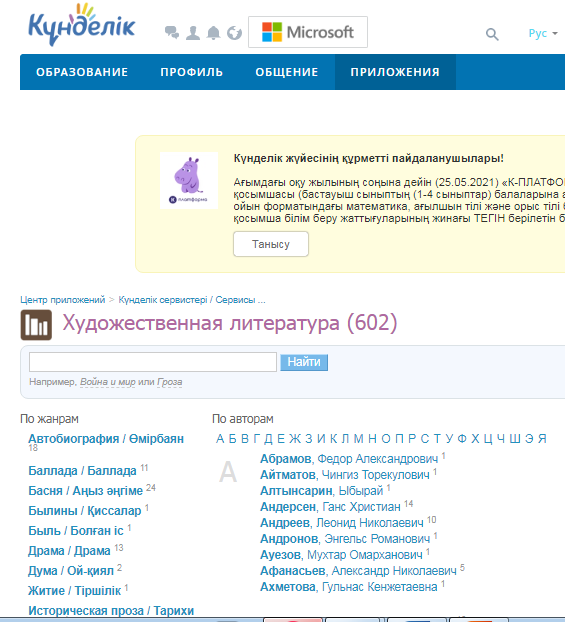 Күнделік
Microsoft
Рус
ОБРАЗОВАНИЕ ПРОФИЛЬ ОБЩЕНИЕ ПРИЛОЖЕНИЯ
Күнделік жүйесінің құрметті пайдаланушылары!
Ағымдағы оқу жылының соңына дейін (25.05.2021) «К-ПЛАТФО
қосымшасы (бастауыш сыныптың (1-4 сыныптар) балаларына а
ойын форматындағы математика, ағылшын тілі және орыс тілі б
қосымша білім беру жаттығуларының жинағы ТЕГІН берілетін б
платформа
Танысу
Центр приложений > Күнделік сервистері / Сервисы ...
Художественная литература (602)
Найти
Например, Война и мир или Гроза
По жанрам
Автобиография / Өмірбаян
18
Баллада / Баллада 11
Басня / Аңыз әңгіме 24
Былины / Қиссалар 1
Быль / Болған іс 1
Драма / Драма 13
Дума / Ой-қиял 2
Житие / Тіршілік 1
Историческая проза / Тарихи
По авторам
А Б В Г Д Е Ж З И К Л М Н О П Р С Т У Ф Х Ц Ч Ш Э Я
А
Абрамов, Федор Александрович 1
Айтматов, Чингиз Торекулович 1
Алтынсарин, Ыбырай 1
Андерсен, Ганс Христиан 14
Андреев, Леонид Николаевич 10
Андронов, Энгельс Романович 1
Ауезов, Мухтар Омарханович 1
Афанасьев, Александр Николаевич 5
Ахметова, Гульнас Кенжетаевна 1